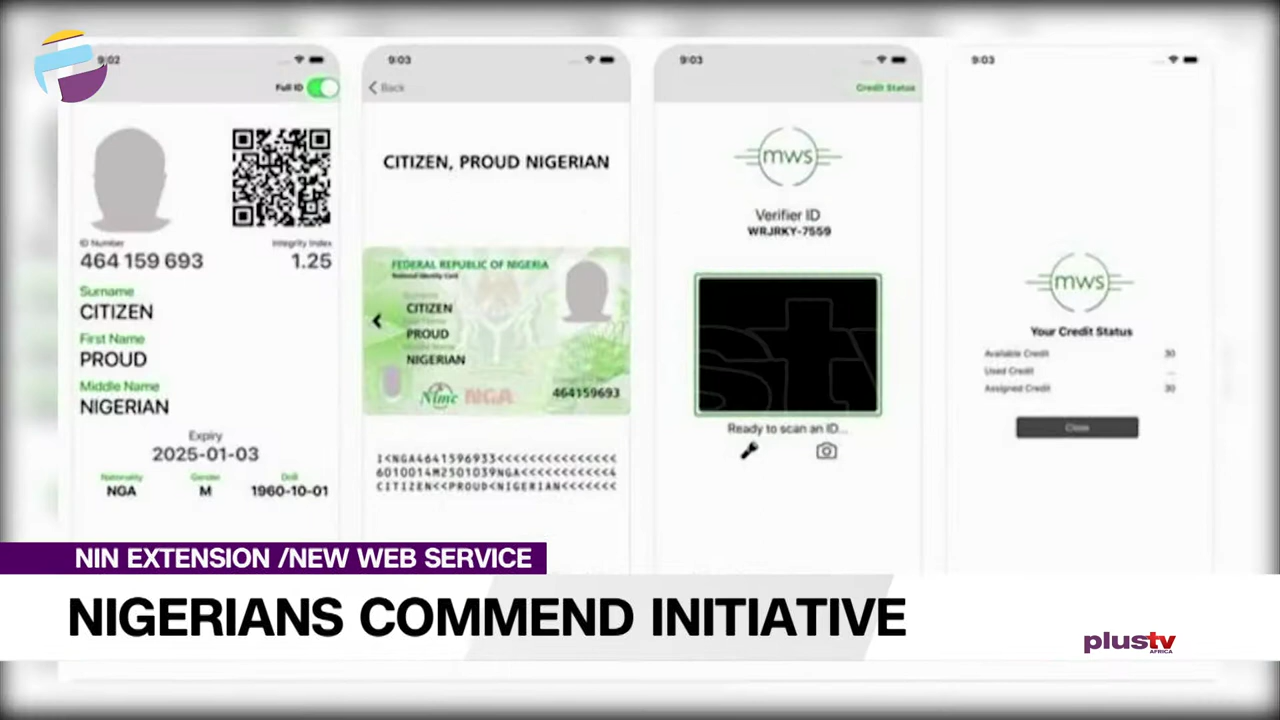 9:02
Full ID
ID Number
464 159 693
Integrity Index
1.25
Surname
CITIZEN
First Name
PROUD
Middle Name
NIGERIAN
Expiry
2025-01-03
Nationality
NGA
Gender
M
DoB
1960-10-01
9:03
Back
CITIZEN, PROUD NIGERIAN
FEDERAL REPUBLIC OF NIGERIA
National Identity Card
CITIZEN
PROUD
NIGERIAN
Nimc NGA
464159693
I<NGA4641596933<<<<<<<<<<<<<<<
6010014M2501039NGA<<<<<<<<<<<4
CITIZEN<<PROUD<NIGERIAN<<<<<<<
9:03
Credit Status
mws
Verifier ID
WRJRKY-7559
Ready to scan an ID...
9:03
mws
Your Credit Status
Available Credit 30
Used Credit ...
Assigned Credit 30
Close
NIN EXTENSION /NEW WEB SERVICE
NIGERIANS COMMEND INITIATIVE
plustv
AFRICA